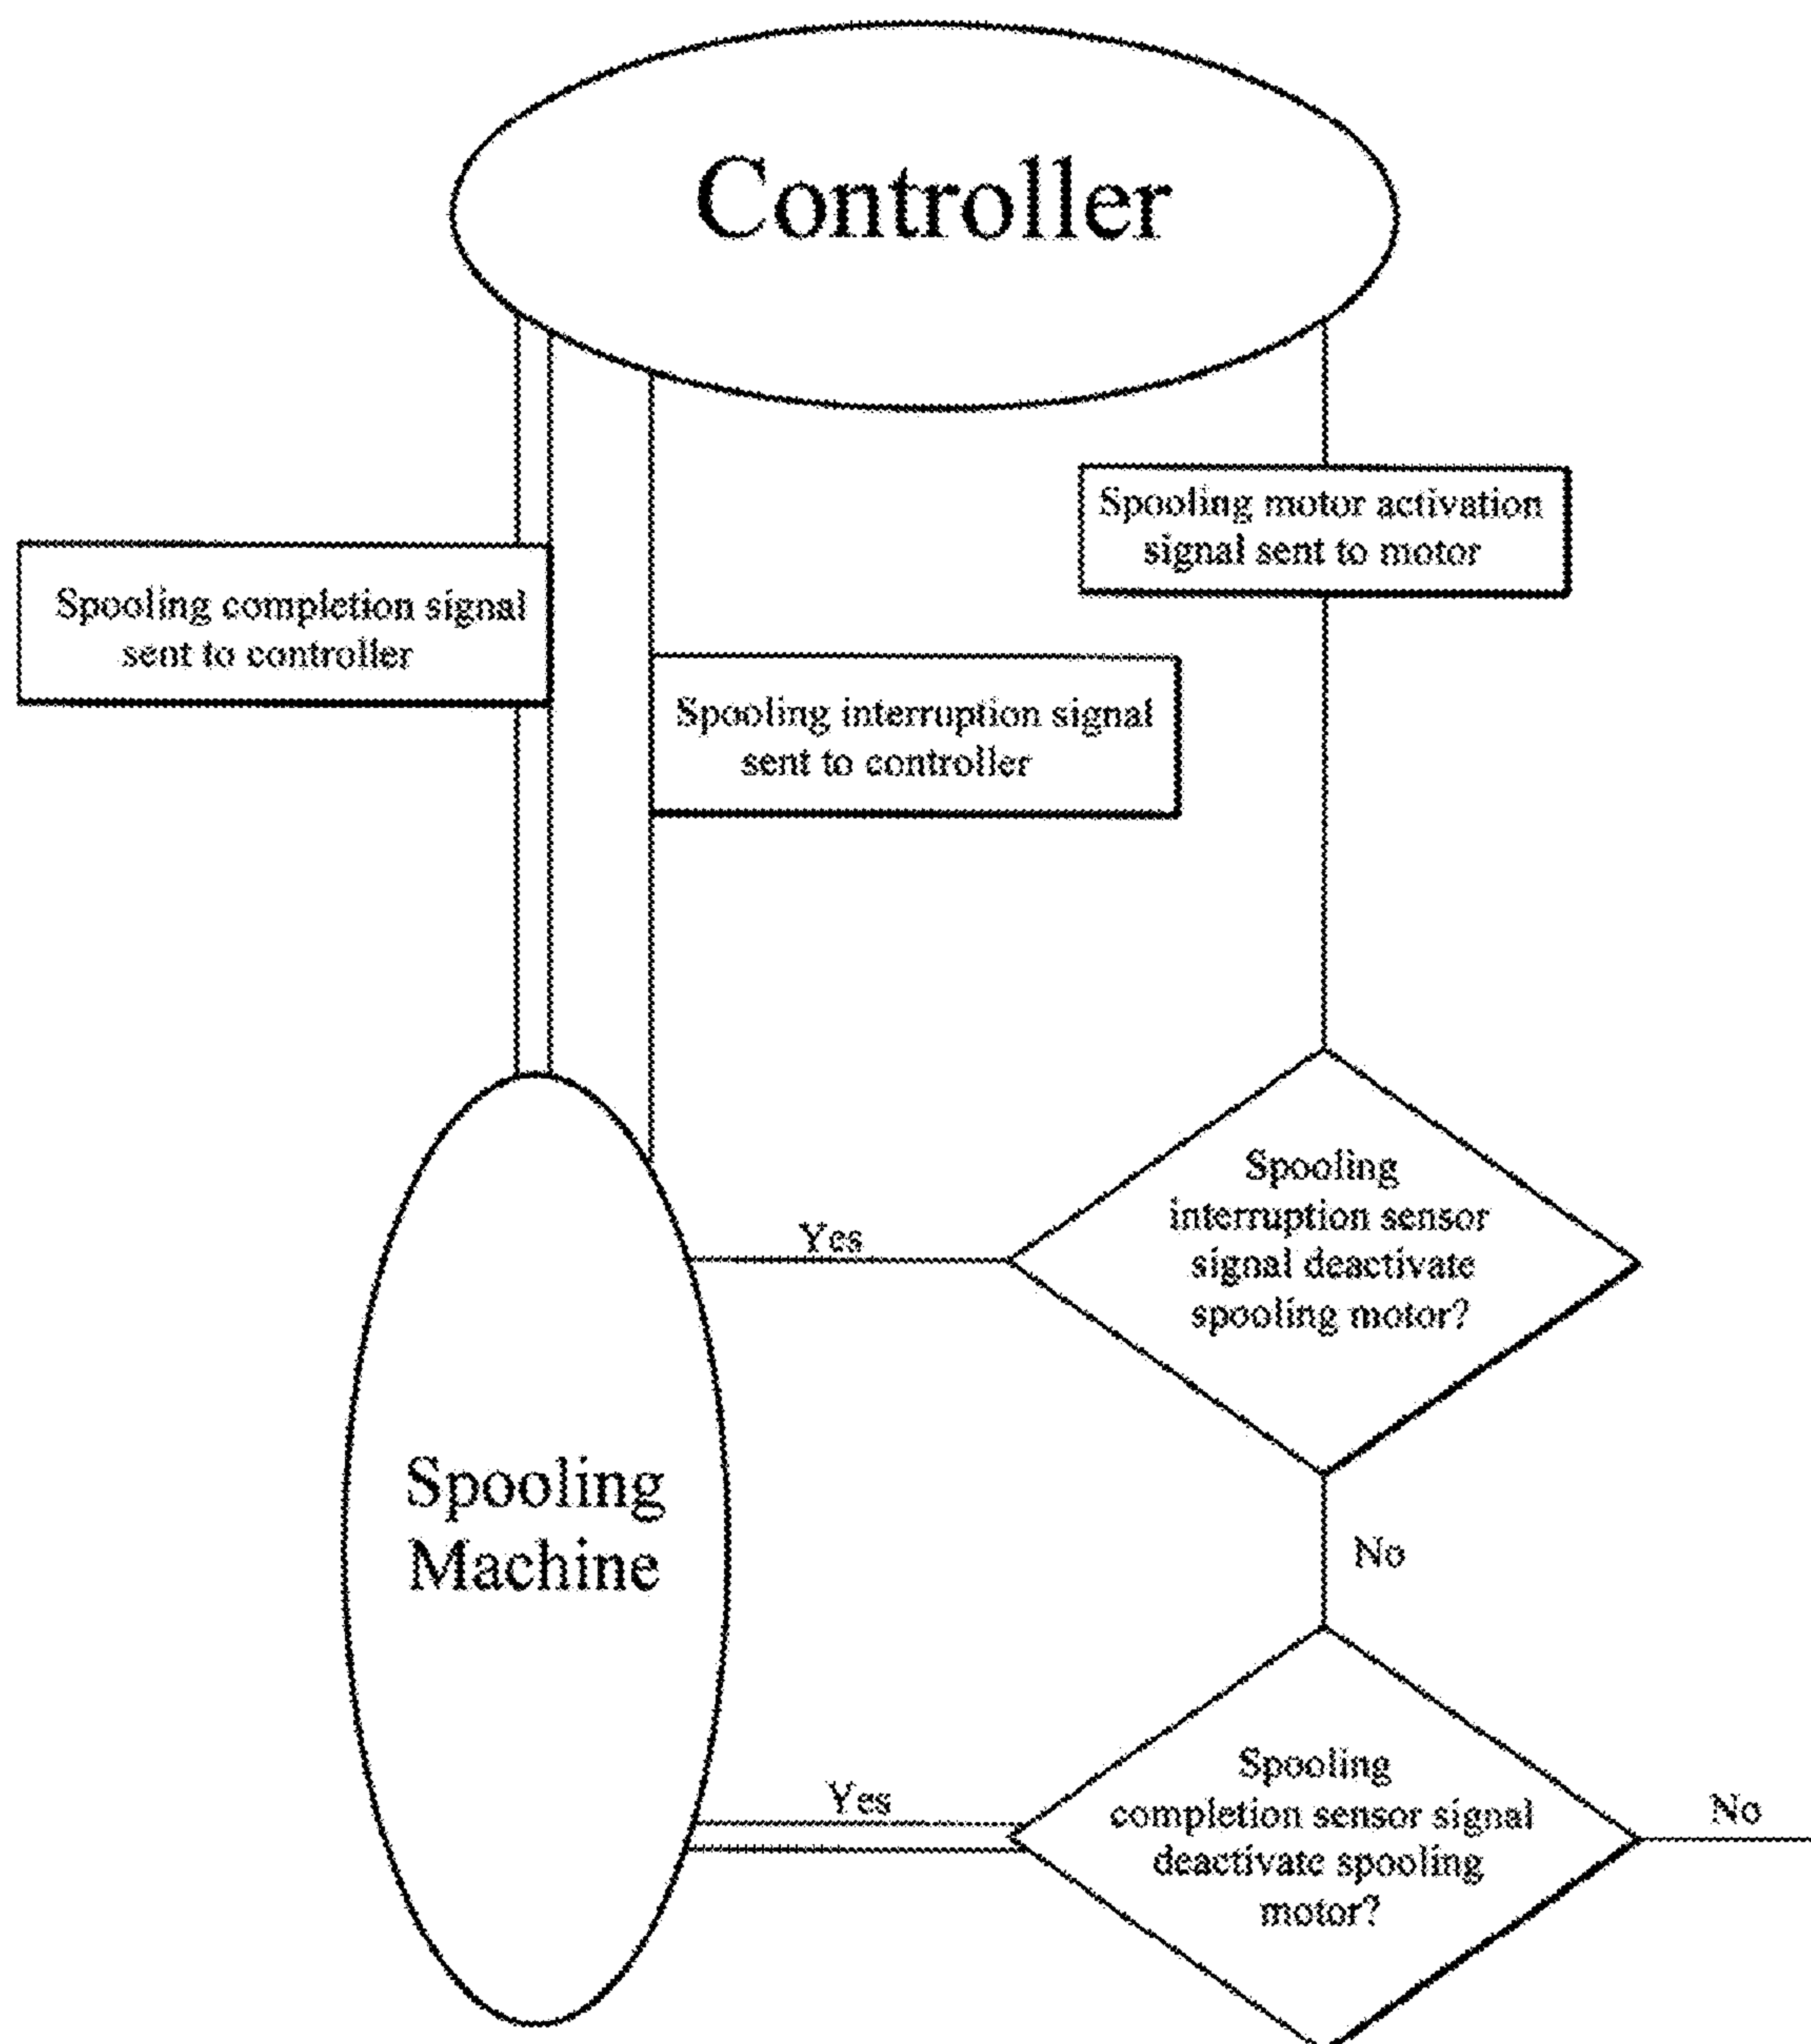 Controller
Spooling motor activation
signal sent to motor
Spooling completion signal
sent to controller
Spooling interruption signal
sent to controller
Spooling
interruption sensor
signal deactivate
spooling motor?
Yes
No
Spooling
Machine
Spooling
completion sensor signal
deactivate spooling
motor?
Yes
No